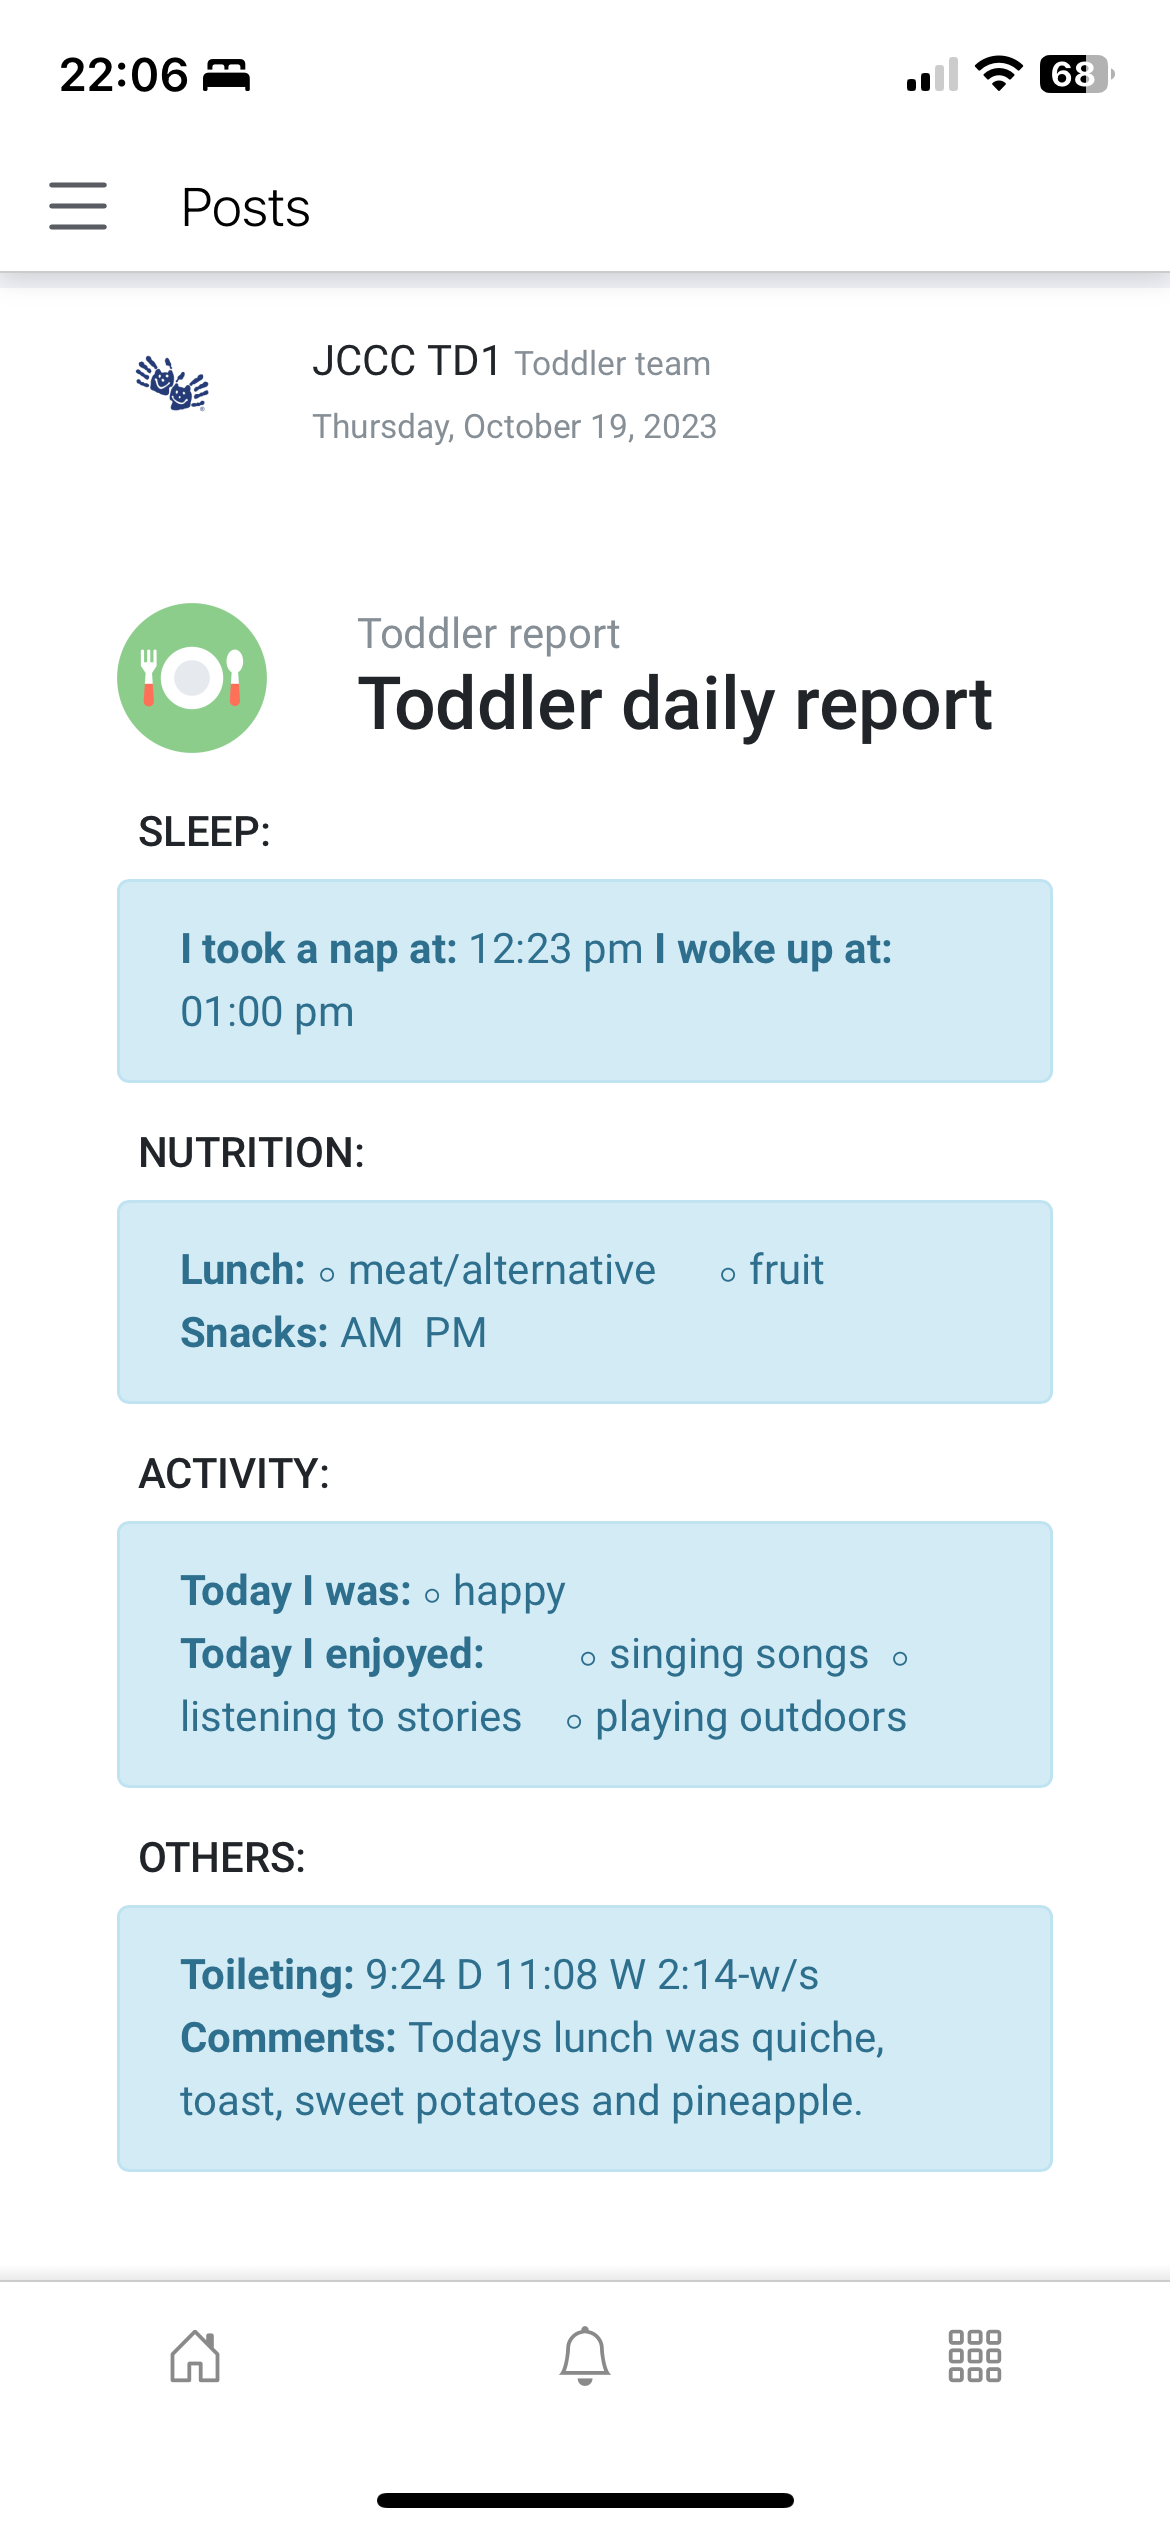 22:06
68
Posts
JCCC TD1 Toddler team
Thursday, October 19, 2023
Toddler report
Toddler daily report
SLEEP:
I took a nap at: 12:23 pm I woke up at:
01:00 pm
NUTRITION:
Lunch: ◦ meat/alternative ◦ fruit
Snacks: AM PM
ACTIVITY:
Today I was: ◦ happy
Today I enjoyed: ◦ singing songs ◦
listening to stories ◦ playing outdoors
OTHERS:
Toileting: 9:24 D 11:08 W 2:14-w/s
Comments: Todays lunch was quiche,
toast, sweet potatoes and pineapple.